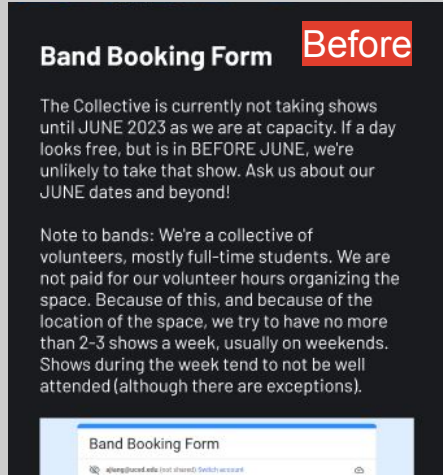 Before
Band Booking Form
The Collective is currently not taking shows
until JUNE 2023 as we are at capacity. If a day
looks free, but is in BEFORE JUNE, we're
unlikely to take that show. Ask us about our
JUNE dates and beyond!
Note to bands: We're a collective of
volunteers, mostly full-time students. We are
not paid for our volunteer hours organizing the
space. Because of this, and because of the
location of the space, we try to have no more
than 2-3 shows a week, usually on weekends.
Shows during the week tend to not be well
attended (although there are exceptions).
Band Booking Form
(not shared) Switch account